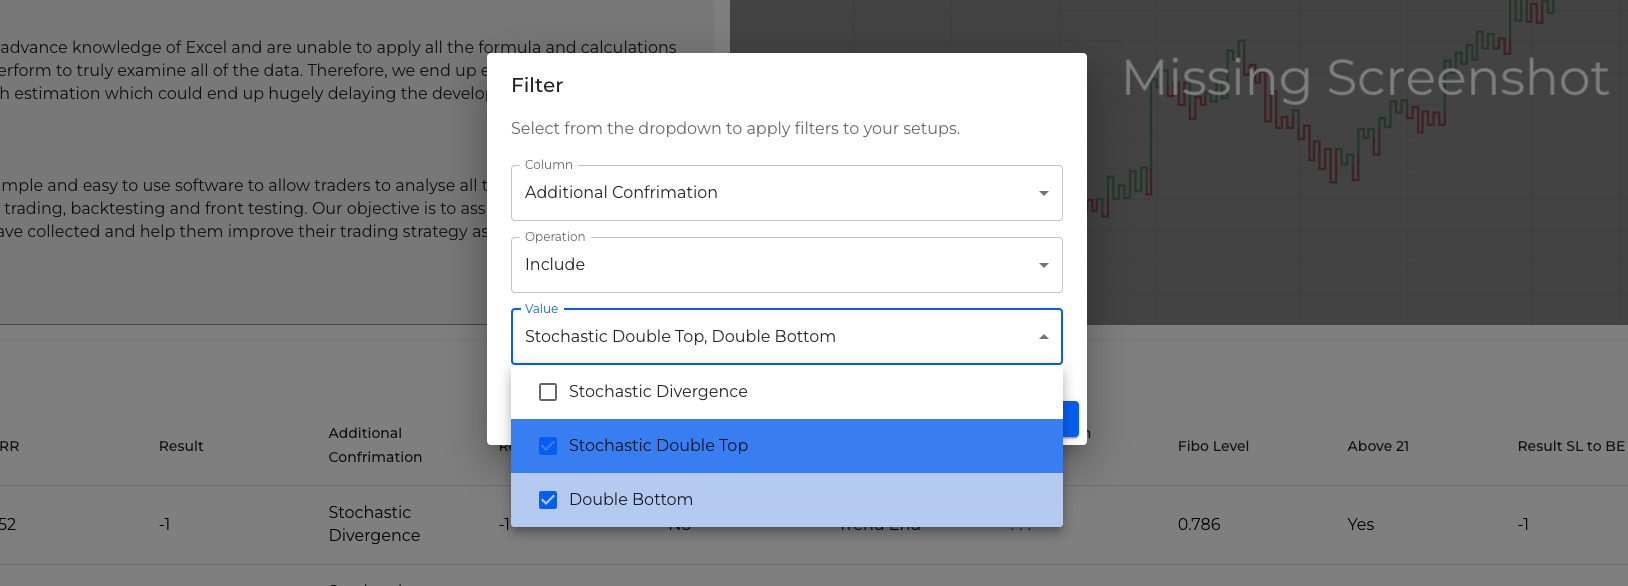 advance knowledge of Excel and are unable to apply all the formula and calculations
erform to truly examine all of the data. Therefore, we end up
h estimation which could end up hugely delaying the
mple and easy to use software to allow traders to analyse all
trading, backtesting and front testing. Our objective is to
ave collected and help them improve their trading strategy
Missing Screenshot
Filter
Select from the dropdown to apply filters to your setups.
Column
Additional Confrimation
Operation
Include
Value
Stochastic Double Top, Double Bottom
Stochastic Divergence
Stochastic Double Top
Double Bottom
RR
Result
Additional
Confrimation
Fibo Level
Above 21
Result SL to BE
52
-1
Stochastic
Divergence
-1
No
Trend End
0.786
Yes
-1